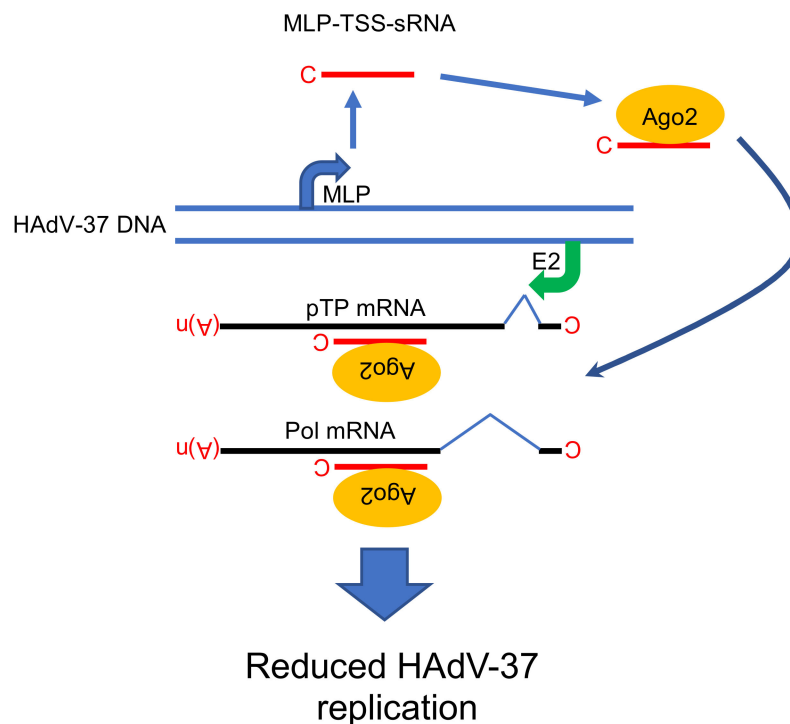 MLP-TSS-sRNA
C
Ago2
C
MLP
HAdV-37 DNA
E2
pTP mRNA
(A)n
C
C
Ago2
Pol mRNA
(A)n
C
C
Ago2
Reduced HAdV-37
replication